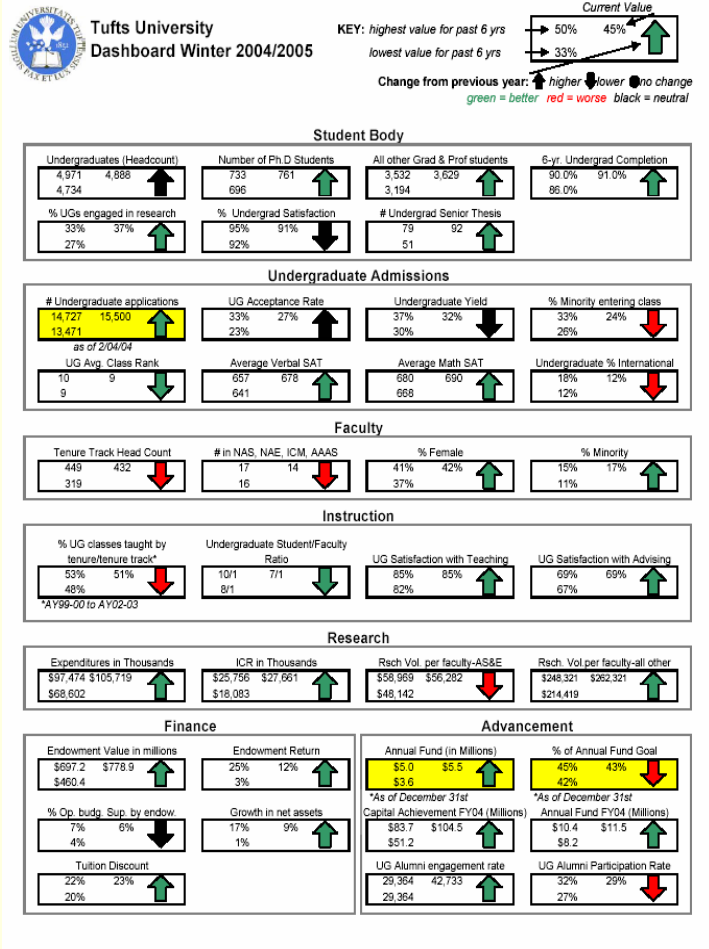 Tufts University
Dashboard Winter 2004/2005
Current Value
KEY: highest value for past 6 yrs 50% 45%
lowest value for past 6 yrs 33%
Change from previous year: higher lower no change
green = better red = worse black = neutral
Student Body
Undergraduates (Headcount) Number of Ph.D Students All other Grad & Prof students 6-yr. Undergrad Completion
4,971 4,888 733 761 3,532 3,629 90.0% 91.0%
4,734 696 3,194 86.0%
% UGs engaged in research % Undergrad Satisfaction # Undergrad Senior Thesis
33% 37% 95% 91% 79 92
27% 92% 51
Undergraduate Admissions
# Undergraduate applications UG Acceptance Rate Undergraduate Yield % Minority entering class
14,727 15,500 33% 27% 37% 32% 33% 24%
13,471 23% 30% 26%
as of 2/04/04
UG Avg. Class Rank Average Verbal SAT Average Math SAT Undergraduate % International
10 9 657 678 680 690 18% 12%
9 641 668 12%
Faculty
Tenure Track Head Count # in NAS, NAE, ICM, AAAS % Female % Minority
449 432 17 14 41% 42% 15% 17%
319 16 37% 11%
Instruction
% UG classes taught by Undergraduate Student/Faculty
tenure/tenure track* Ratio UG Satisfaction with Teaching UG Satisfaction with Advising
53% 51% 10/1 7/1 85% 85% 69% 69%
48% 8/1 82% 67%
*AY99-00 to AY02-03
Research
Expenditures in Thousands ICR in Thousands Rsch Vol. per faculty-AS&E Rsch. Vol.per faculty-all other
$97,474 $105,719 $25,756 $27,661 $58,969 $56,282 $248,321 $262,321
$68,602 $18,083 $48,142 $214,419
Finance Advancement
Endowment Value in millions Endowment Return Annual Fund (in Millions) % of Annual Fund Goal
$697.2 $778.9 25% 12% $5.0 $5.5 45% 43%
$460.4 3% $3.6 42%
*As of December 31st *As of December 31st
% Op. budg. Sup. by endow. Growth in net assets Capital Achievement FY04 (Millions) Annual Fund FY04 (Millions)
7% 6% 17% 9% $83.7 $104.5 $10.4 $11.5
4% 1% $51.2 $8.2
Tuition Discount UG Alumni engagement rate UG Alumni Participation Rate
22% 23% 29,364 42,733 32% 29%
20% 29,364 27%